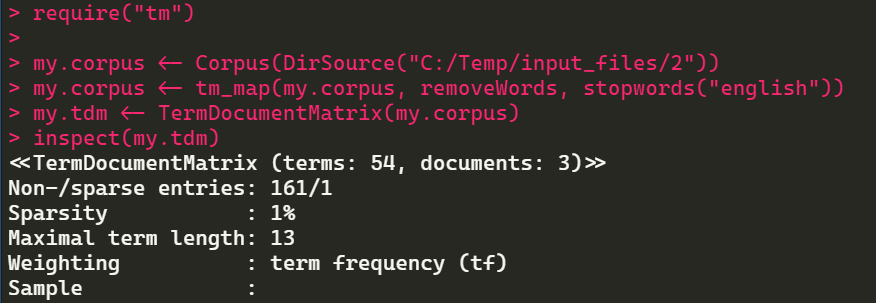 > require("tm")
>
> my.corpus <- Corpus(DirSource("C:/Temp/input_files/2"))
> my.corpus <- tm_map(my.corpus, removeWords, stopwords("english"))
> my.tdm <- TermDocumentMatrix(my.corpus)
> inspect(my.tdm)
<<TermDocumentMatrix (terms: 54, documents: 3)>>
Non-/sparse entries: 161/1
Sparsity           : 1%
Maximal term length: 13
Weighting          : term frequency (tf)
Sample             :